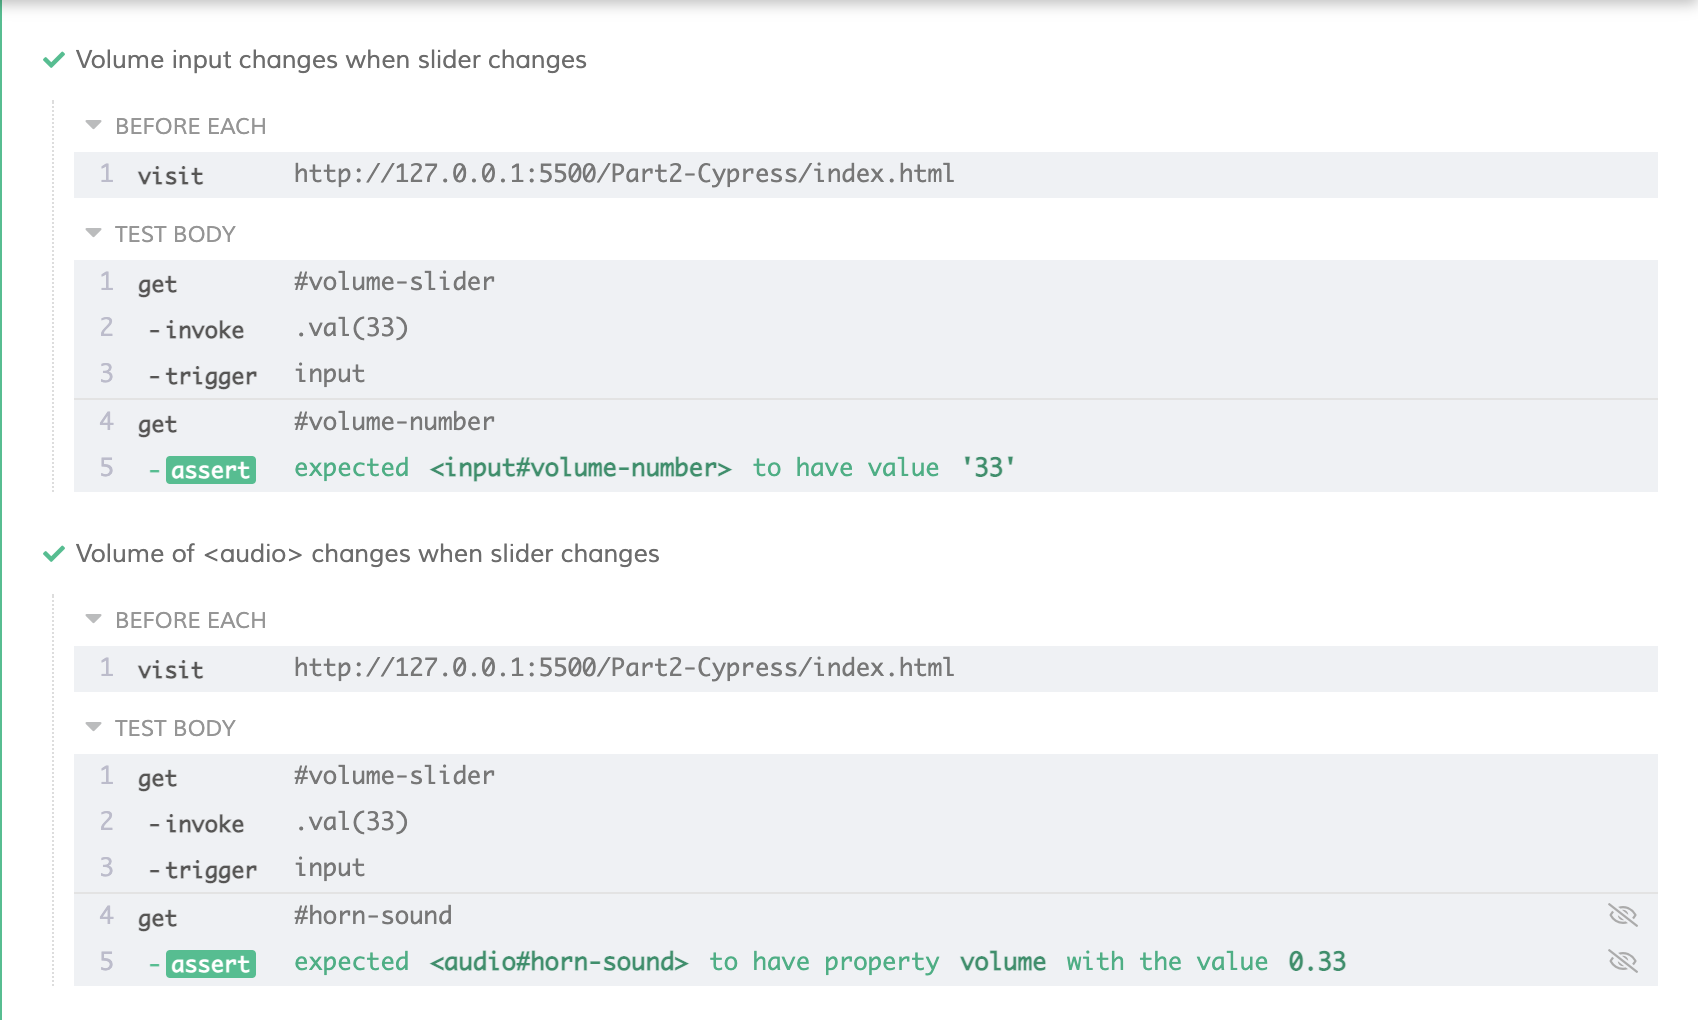 Volume input changes when slider changes
BEFORE EACH
1 visit http://127.0.0.1:5500/Part2-Cypress/index.html
TEST BODY
1 get #volume-slider
2 -invoke .val(33)
3 -trigger input
4 get #volume-number
5 -assert expected <input#volume-number> to have value '33'
Volume of <audio> changes when slider changes
BEFORE EACH
1 visit http://127.0.0.1:5500/Part2-Cypress/index.html
TEST BODY
1 get #volume-slider
2 -invoke .val(33)
3 -trigger input
4 get #horn-sound
5 -assert expected <audio#horn-sound> to have property volume with the value 0.33